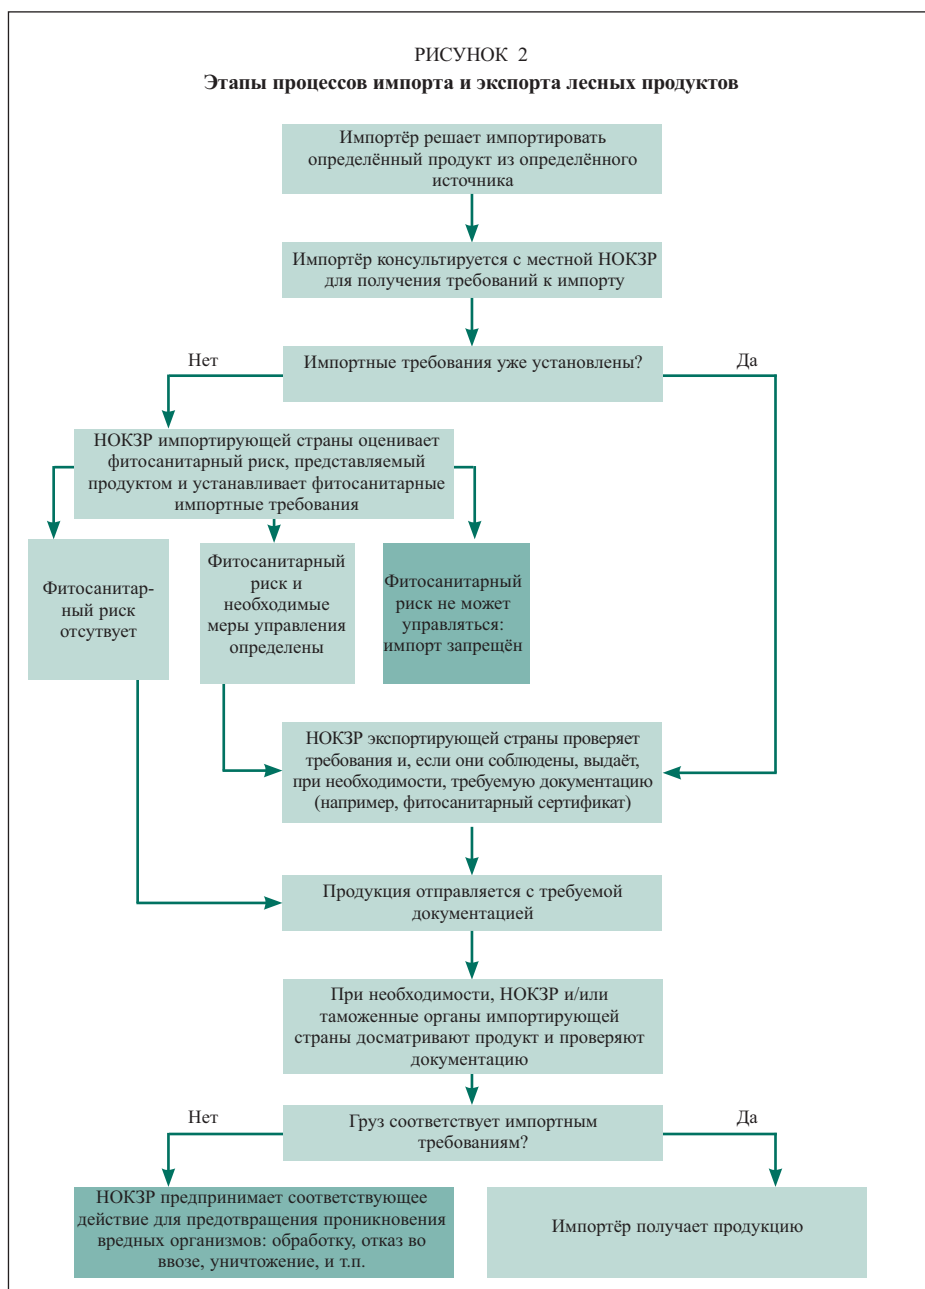 РИСУНОК 2
Этапы процессов импорта и экспорта лесных продуктов
Импортёр решает импортировать
определённый продукт из определённого
источника
Импортёр консультируется с местной НОКЗР
для получения требований к импорту
Нет
Импортные требования уже установлены?
Да
НОКЗР импортирующей страны оценивает
фитосанитарный риск, представляемый
продуктом и устанавливает фитосанитарные
импортные требования
Фитосанитар-
ный риск
отсутвует
Фитосанитарный
риск и
необходимые
меры управления
определены
Фитосанитарный
риск не может
управляться:
импорт запрещён
НОКЗР экспортирующей страны проверяет
требования и, если они соблюдены, выдаёт,
при необходимости, требуемую документацию
(например, фитосанитарный сертификат)
Продукция отправляется с требуемой
документацией
При необходимости, НОКЗР и/или
таможенные органы импортирующей
страны досматривают продукт и проверяют
документацию
Нет
Груз соответствует импортным
требованиям?
Да
НОКЗР предпринимает соответствующее
действие для предотвращения проникновения
вредных организмов: обработку, отказ во
ввозе, уничтожение, и т.п.
Импортёр получает продукцию